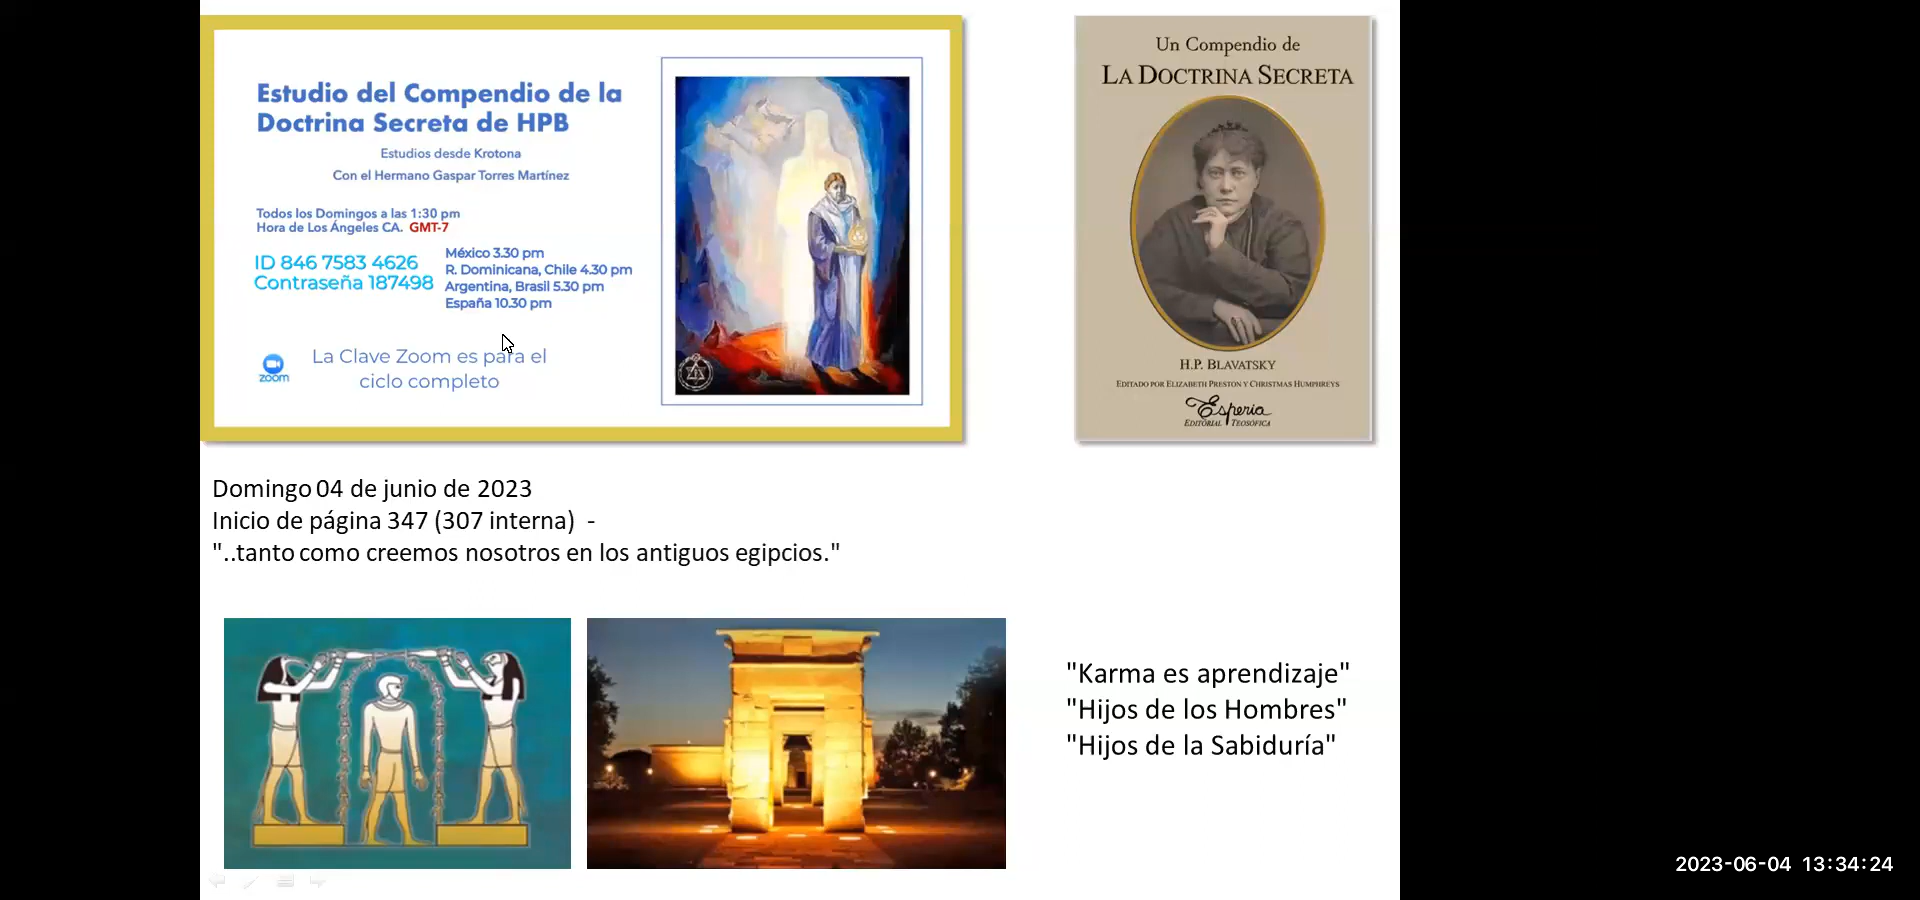 Estudio del Compendio de la
Doctrina Secreta de HPB
Estudios desde Krotona
Con el Hermano Gaspar Torres Martínez
Todos los Domingos a las 1:30 pm
Hora de Los Ángeles CA. GMT-7
ID 846 7583 4626
Contraseña 187498
México 3.30 pm
R. Dominicana, Chile 4.30 pm
Argentina, Brasil 5.30 pm
España 10.30 pm
zoom
La Clave Zoom es para el
ciclo completo
Un Compendio de
LA DOCTRINA SECRETA
H.P. BLAVATSKY
EDITADO POR ELIZABETH PRESTON Y CHRISTMAS HUMPHREYS
Esperia
EDITORIAL TEOSÓFICA
Domingo 04 de junio de 2023
Inicio de página 347 (307 interna) -
"..tanto como creemos nosotros en los antiguos egipcios."
"Karma es aprendizaje"
"Hijos de los Hombres"
"Hijos de la Sabiduría"
2023-06-04 13:34:24